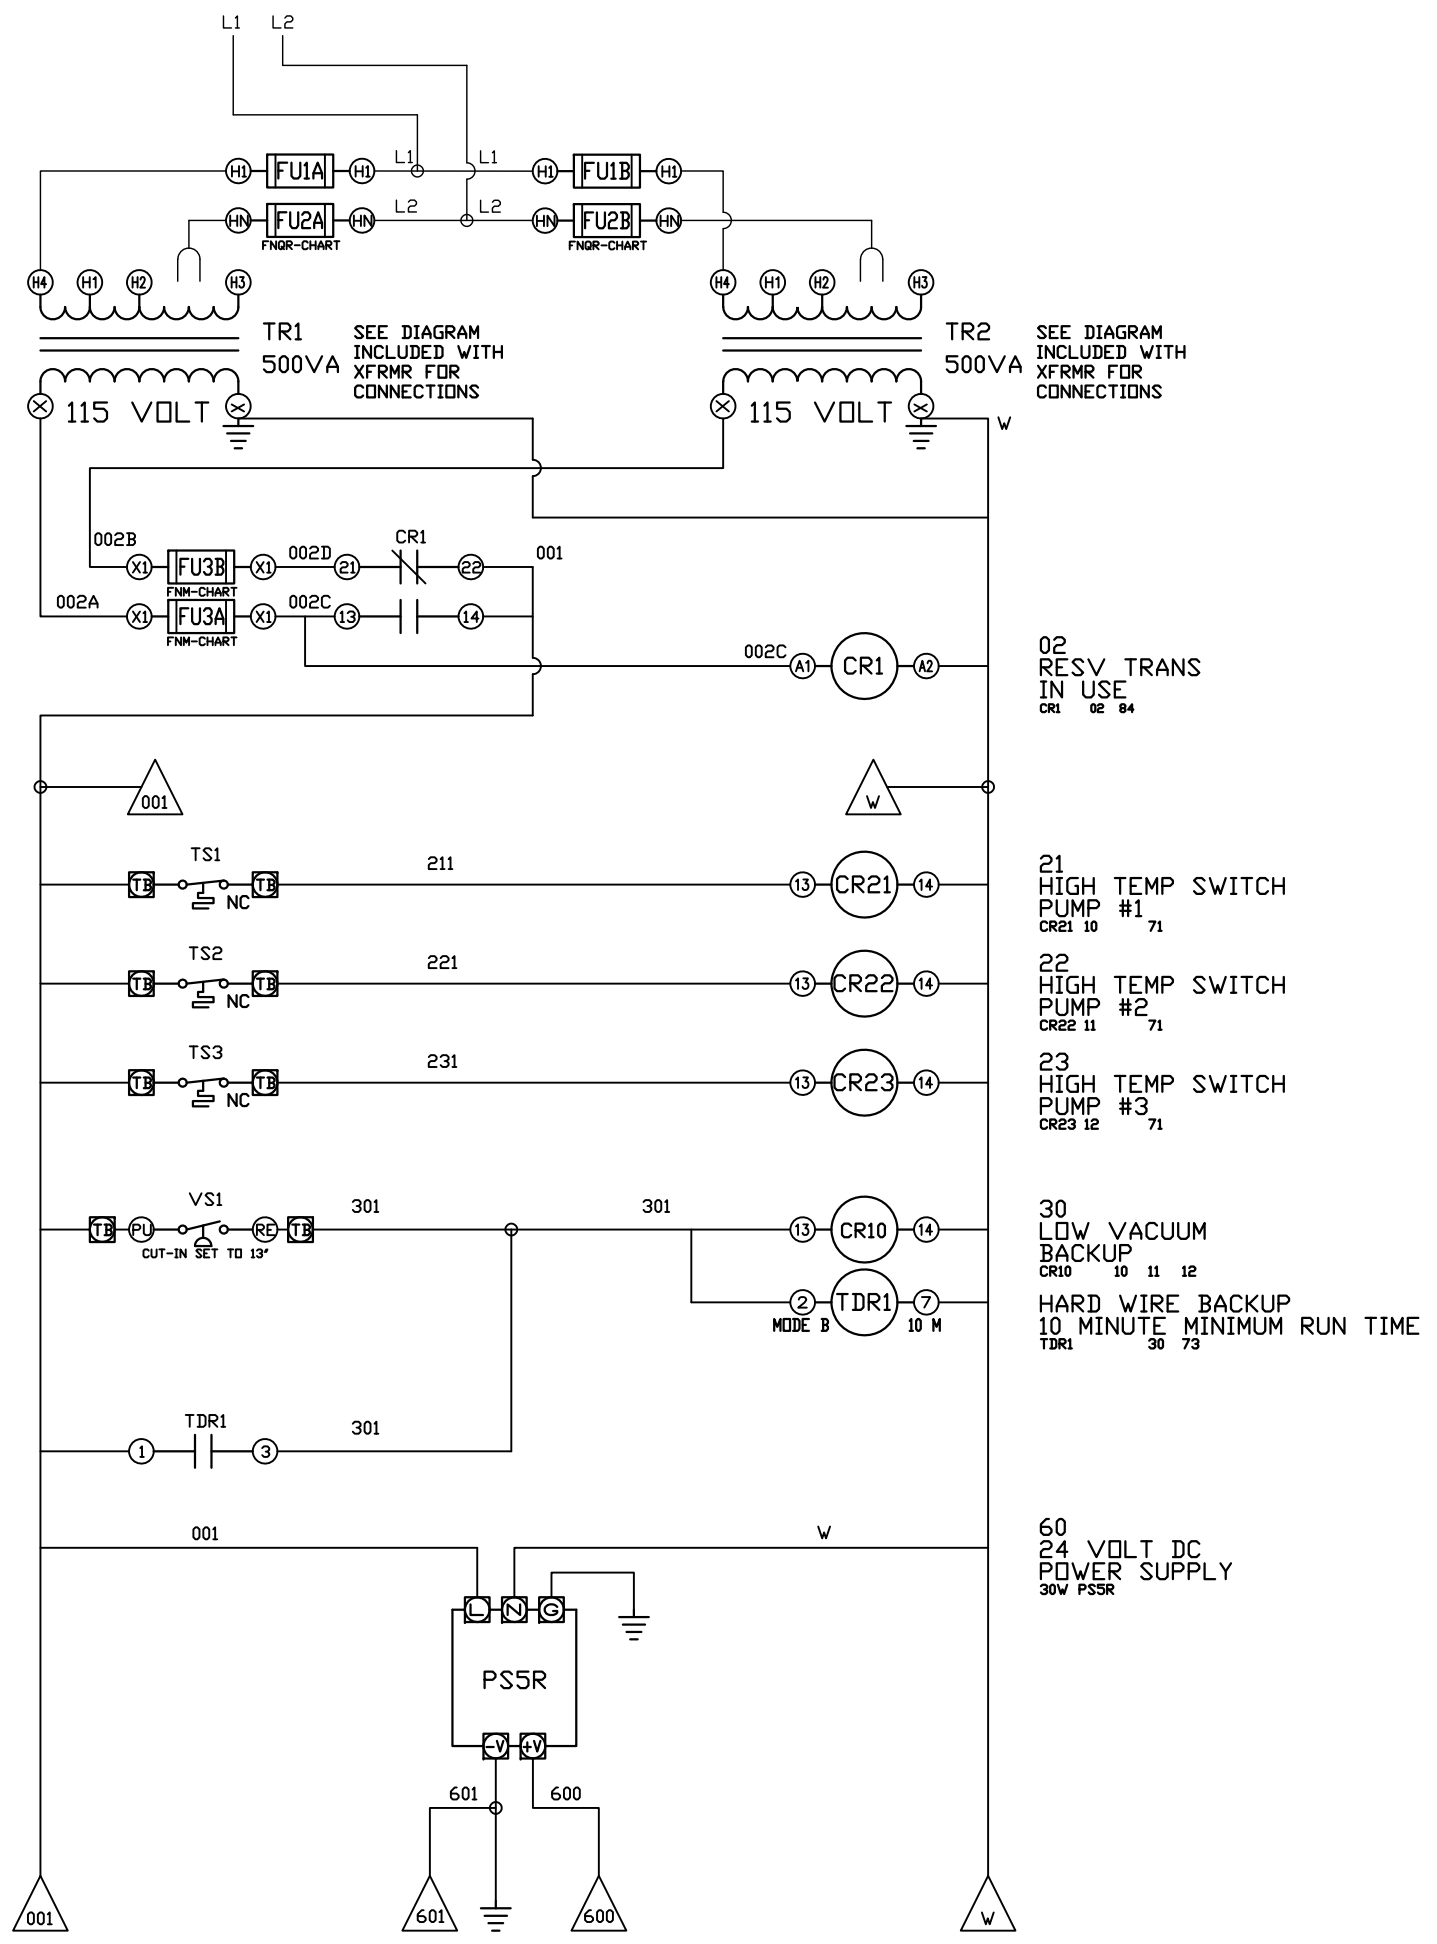 L1 L2
H1 FU1A H1 L1 L1 H1 FU1B H1
HN FU2A HN L2 L2 HN FU2B HN
FNQR-CHART FNQR-CHART
H4 H1 H2 H3 H4 H1 H2 H3
TR1
500VA
SEE DIAGRAM
INCLUDED WITH
XFRMR FOR
CONNECTIONS
TR2
500VA
SEE DIAGRAM
INCLUDED WITH
XFRMR FOR
CONNECTIONS
X 115 VOLT X X 115 VOLT X
W
002B CR1
X1 FU3B X1 002D 21 22 001
FNM-CHART
002A X1 FU3A X1 002C 13 14
FNM-CHART
002C A1 CR1 A2
02
RESV TRANS
IN USE
CR1 02 84
001 W
TS1 211
TB NC TB 13 CR21 14
21
HIGH TEMP SWITCH
PUMP #1
CR21 10 71
TS2 221
TB NC TB 13 CR22 14
22
HIGH TEMP SWITCH
PUMP #2
CR22 11 71
TS3 231
TB NC TB 13 CR23 14
23
HIGH TEMP SWITCH
PUMP #3
CR23 12 71
VS1 301 301
TB PU RE TB 13 CR10 14
CUT-IN SET TO 13"
30
LOW VACUUM
BACKUP
CR10 10 11 12
2 TDR1 7
MODE B 10 M
HARD WIRE BACKUP
10 MINUTE MINIMUM RUN TIME
TDR1 30 73
TDR1 301
1 3
001 W
60
24 VOLT DC
POWER SUPPLY
30W PS5R
L N G
PS5R
-V +V
601 600
001 601 600 W